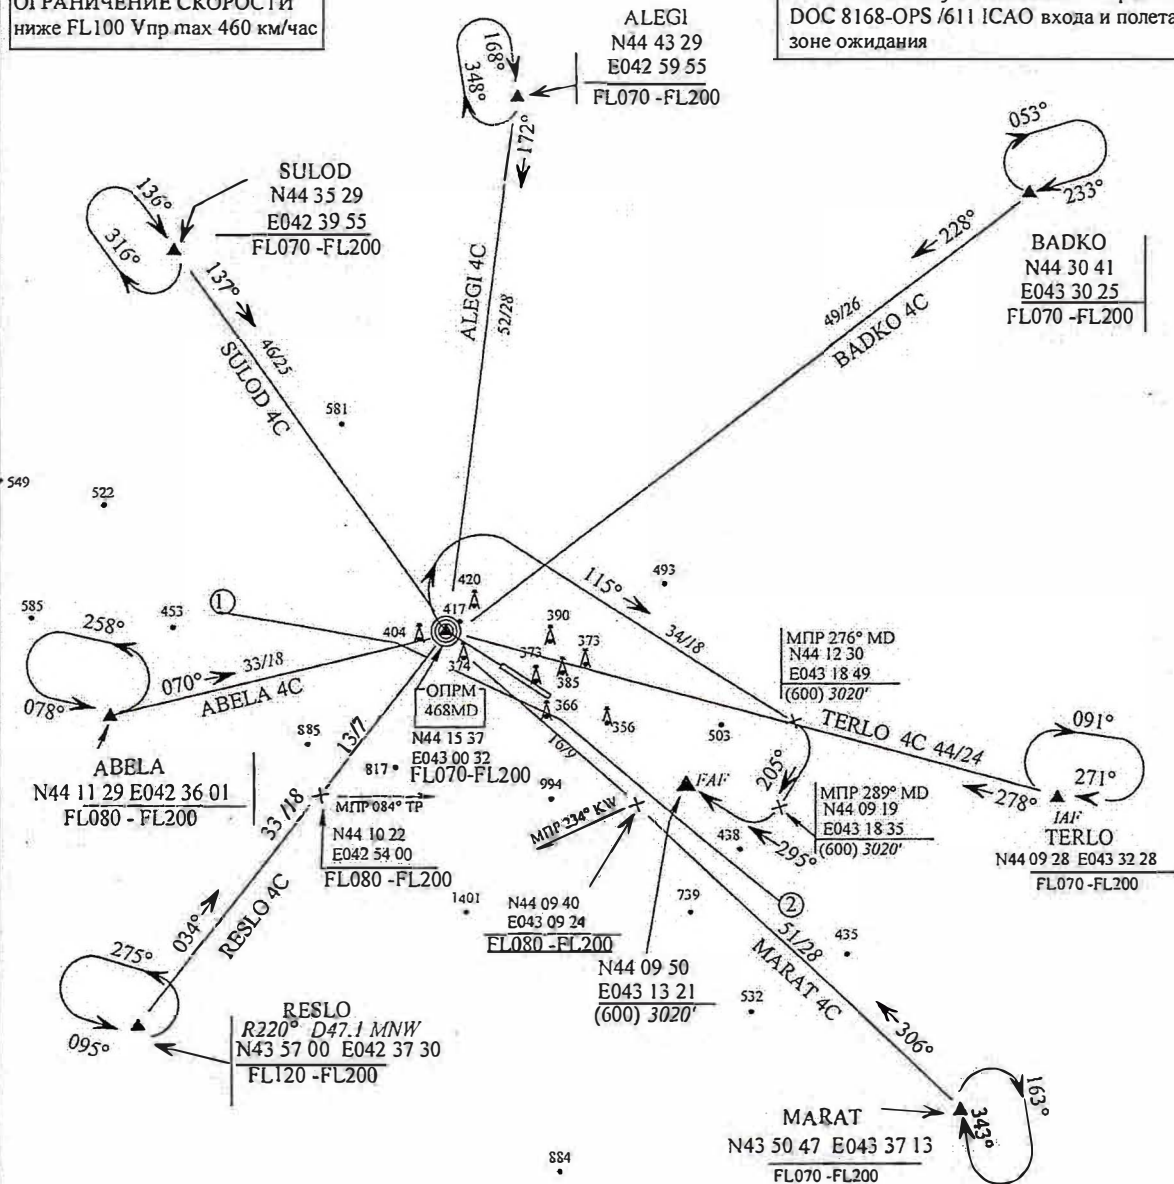 ОГРАНИЧЕНИЕ СКОРОСТИ
ниже FL100 Vпр max 460 км/час
DOC 8168-OPS /611 ICAO входа и полета
зоне ожидания
ALEGI
N44 43 29
E042 59 55
FL070 -FL200
168°
348°
172°
ALEGI 4C
52/28
053°
233°
228°
BADKO
N44 30 41
E043 30 25
FL070 -FL200
49/26
BADKO 4C
SULOD
N44 35 29
E042 39 55
FL070 -FL200
136°
316°
137°
46/25
SULOD 4C
581
549
522
585
453
1
258°
078°
070°
33/18
ABELA 4C
ABELA
N44 11 29 E042 36 01
FL080 - FL200
420
417
404
374
390
373
373
385
366
356
493
115°
34/18
503
ОПРМ
468MD
N44 15 37
E043 00 32
FL070-FL200
МПР 276° MD
N44 12 30
E043 18 49
(600) 3020'
TERLO 4C 44/24
091°
271°
278°
IAF
TERLO
N44 09 28 E043 32 28
FL070 -FL200
205°
FAF
МПР 289° MD
N44 09 19
E043 18 35
(600) 3020'
295°
438
16/9
МПР 234° KW
994
885
817
13/7
МПР 084° TP
N44 10 22
E042 54 00
FL080 -FL200
33 /18
034°
RESLO 4C
1401
N44 09 40
E043 09 24
FL080 -FL200
739
2
435
N44 09 50
E043 13 21
(600) 3020'
532
51/28
MARAT 4C
306°
275°
095°
RESLO
R220° D47.1 MNW
N43 57 00 E042 37 30
FL120 -FL200
MARAT
N43 50 47 E043 37 13
FL070 -FL200
163°
343°
884